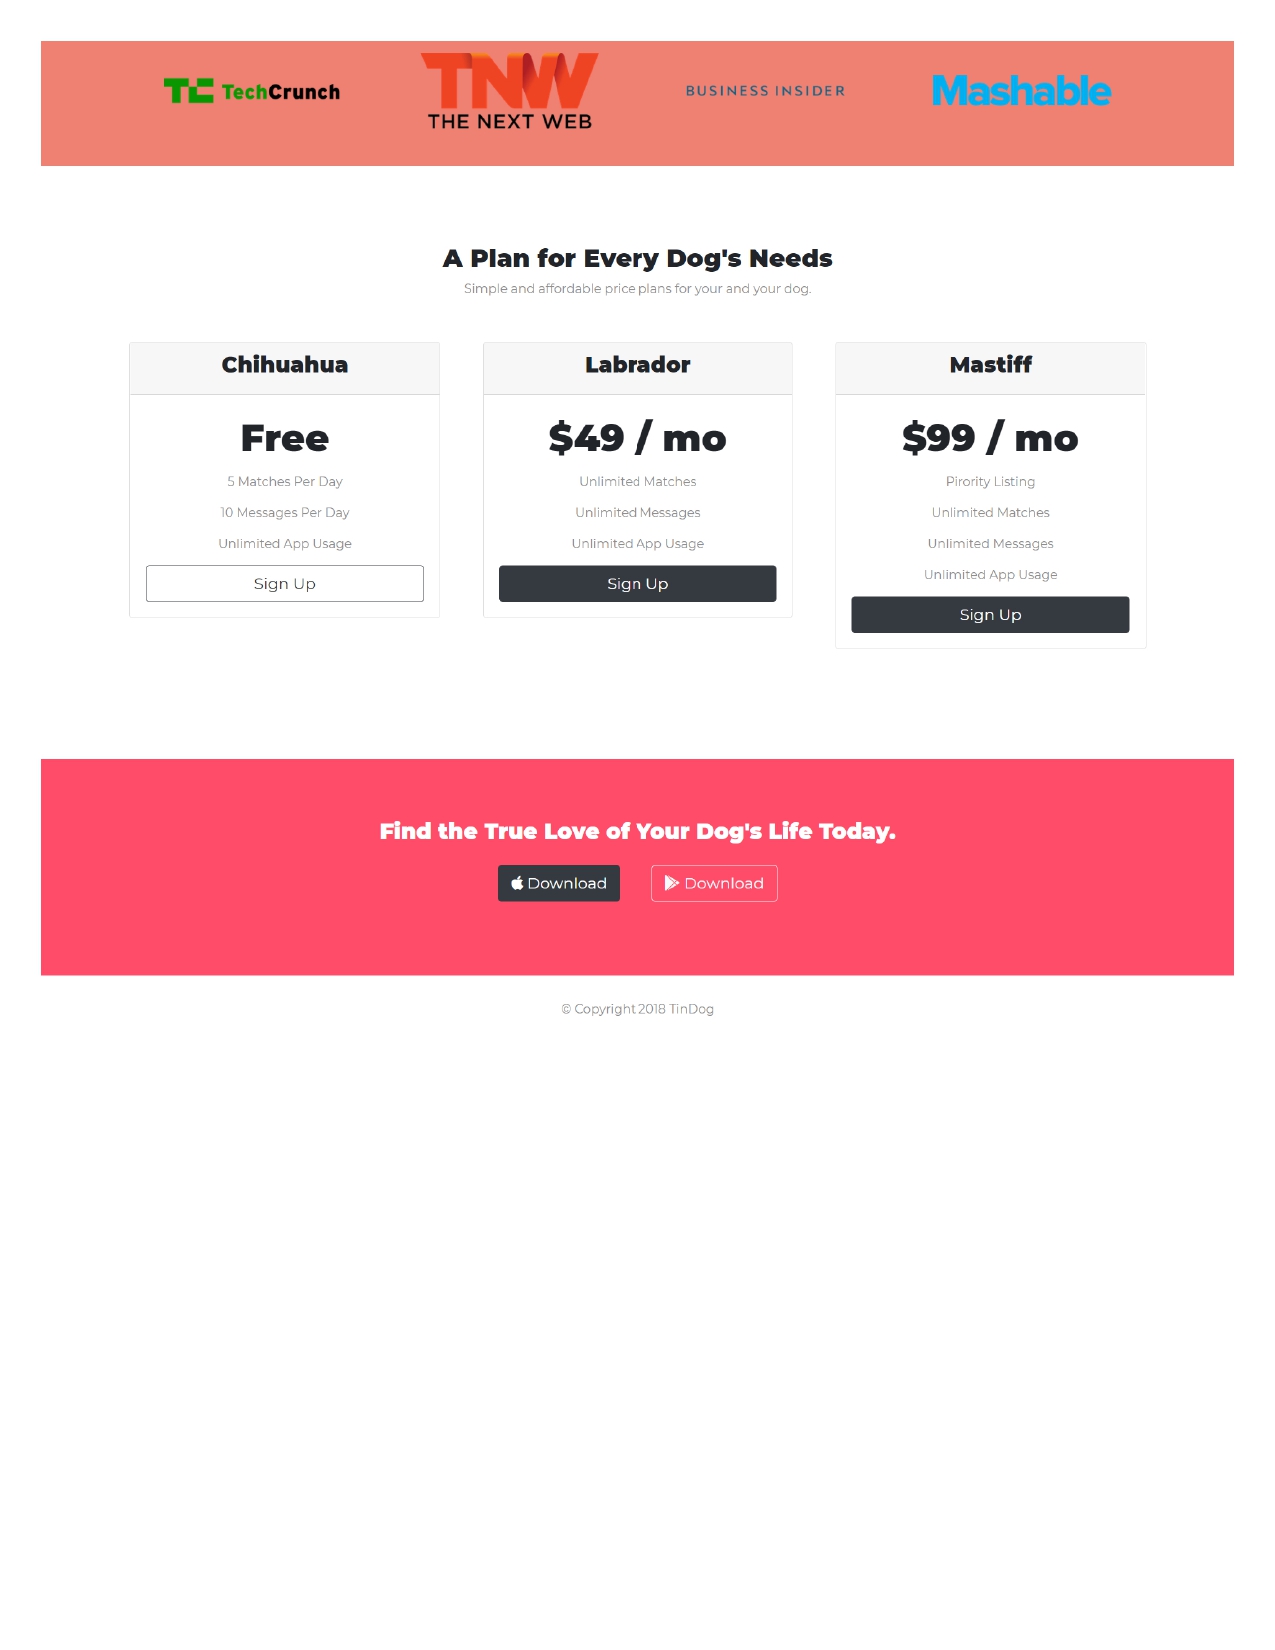 TC TechCrunch
TNW
THE NEXT WEB
BUSINESS INSIDER
Mashable
A Plan for Every Dog's Needs
Simple and affordable price plans for your and your dog.
Chihuahua
Free
5 Matches Per Day
10 Messages Per Day
Unlimited App Usage
Sign Up
Labrador
$49 / mo
Unlimited Matches
Unlimited Messages
Unlimited App Usage
Sign Up
Mastiff
$99 / mo
Pirority Listing
Unlimited Matches
Unlimited Messages
Unlimited App Usage
Sign Up
Find the True Love of Your Dog's Life Today.
Download
Download
© Copyright 2018 TinDog